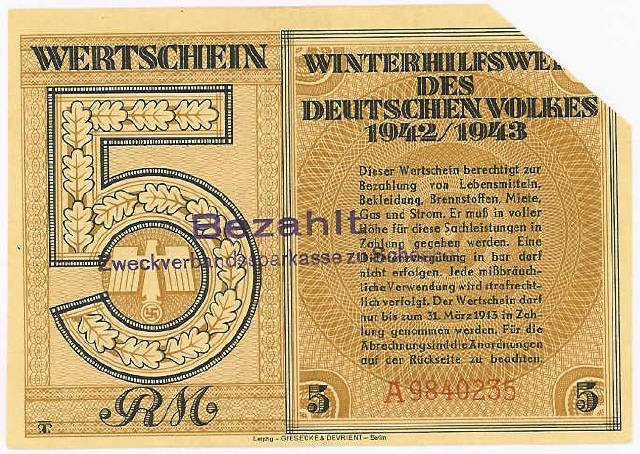 WERTSCHEIN
5
RM
WINTERHILFSWE
DES
DEUTSCHEN VOLKES
1942/1943
Dieser Wertschein berechtigt zur
Bezahlung von Lebensmitteln,
Bekleidung, Brennstoffen, Miete,
Gas und Strom. Er muß in voller
Höhe für diese Sachleistungen in
Zahlung gegeben werden. Eine
in bar darf
nicht erfolgen. Jede mißbräuch-
liche Verwendung wird strafrecht-
lich verfolgt. Der Wertschein darf
nur bis zum 31. März 1943 in Zah-
lung genommen werden. Für die
Abrechnung sind die Anordnungen
auf der Rückseite zu beachten.
Bezahlt
Zweckverbandssparkasse zu
5 A9840235 5
Leipzig – GIESECKE & DEVRIENT – Berlin